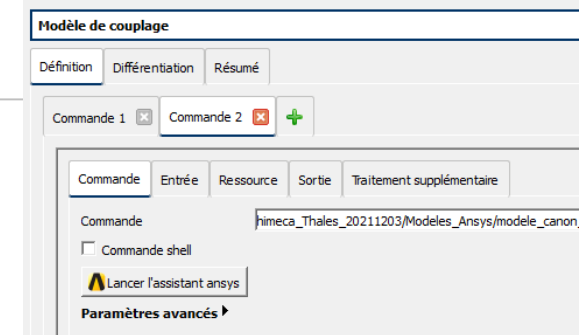 Modèle de couplage
Définition Différentiation Résumé
Commande 1 Commande 2
Commande Entrée Ressource Sortie Traitement supplémentaire
Commande himeca_Thales_20211203/Modeles_Ansys/modele_canon_
Commande shell
Lancer l'assistant ansys
Paramètres avancés